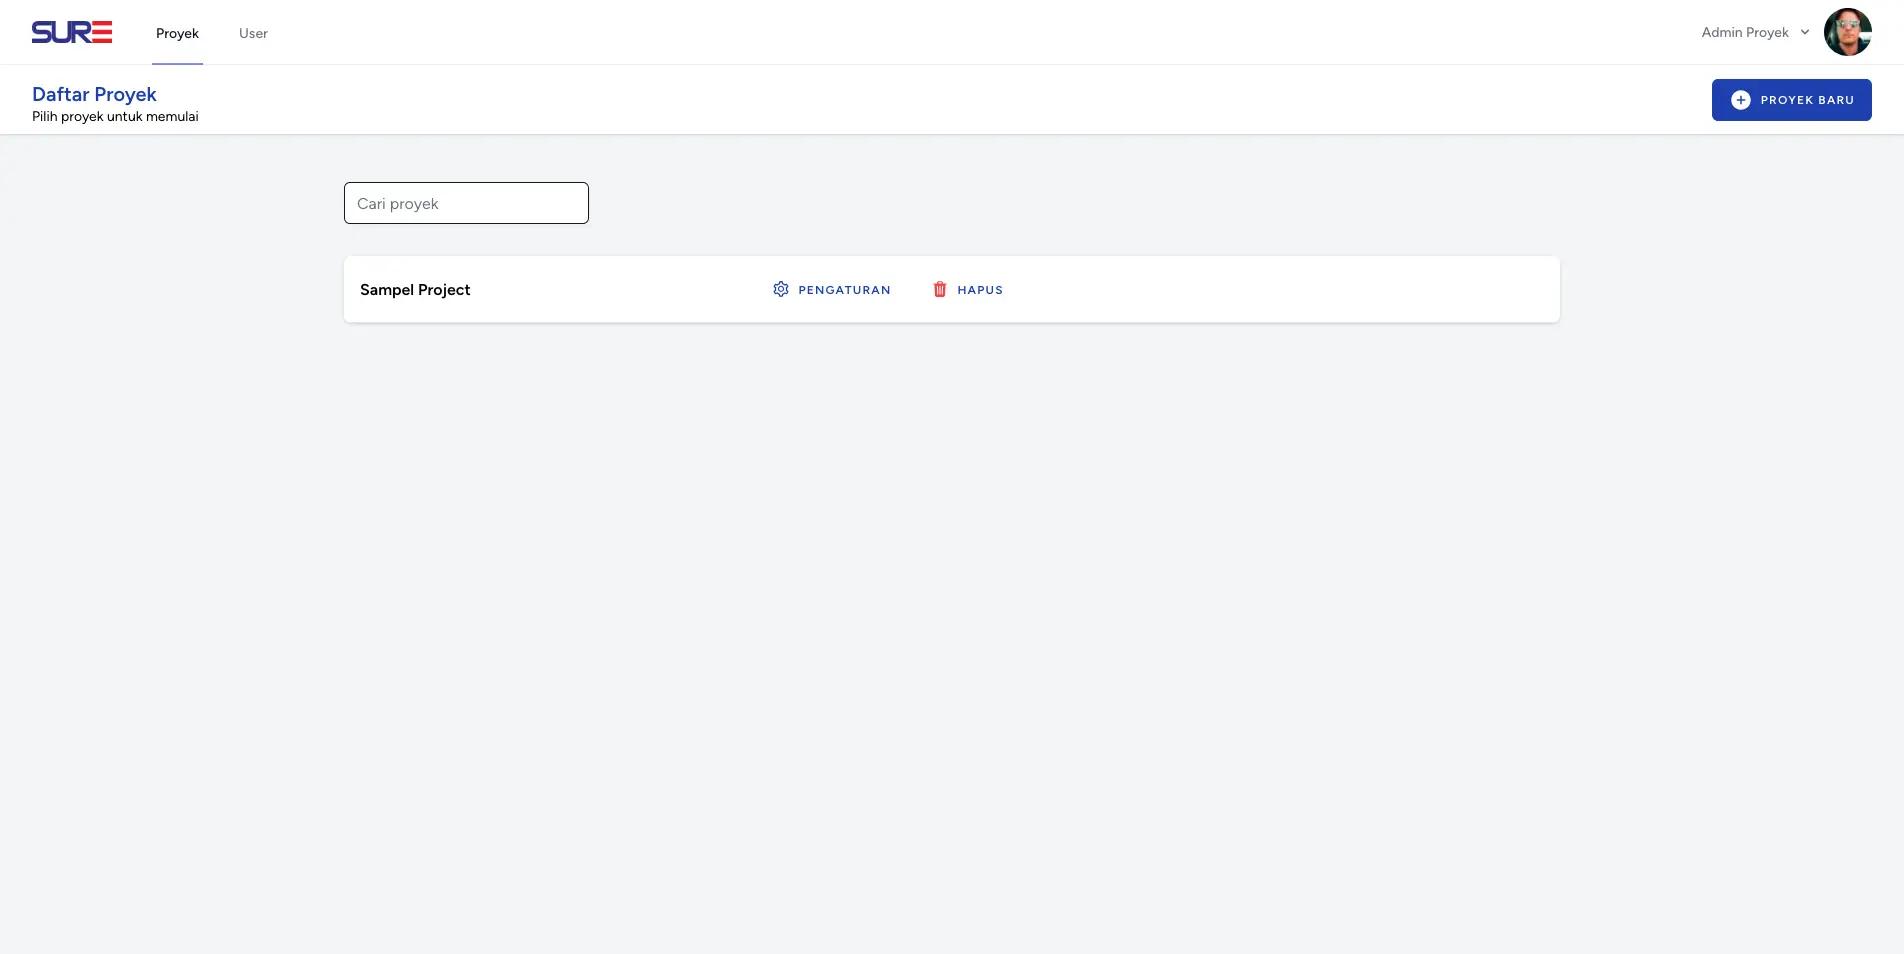 SURE
Proyek
User
Admin Proyek
Daftar Proyek
Pilih proyek untuk memulai
PROYEK BARU
Cari proyek
Sampel Project
PENGATURAN
HAPUS